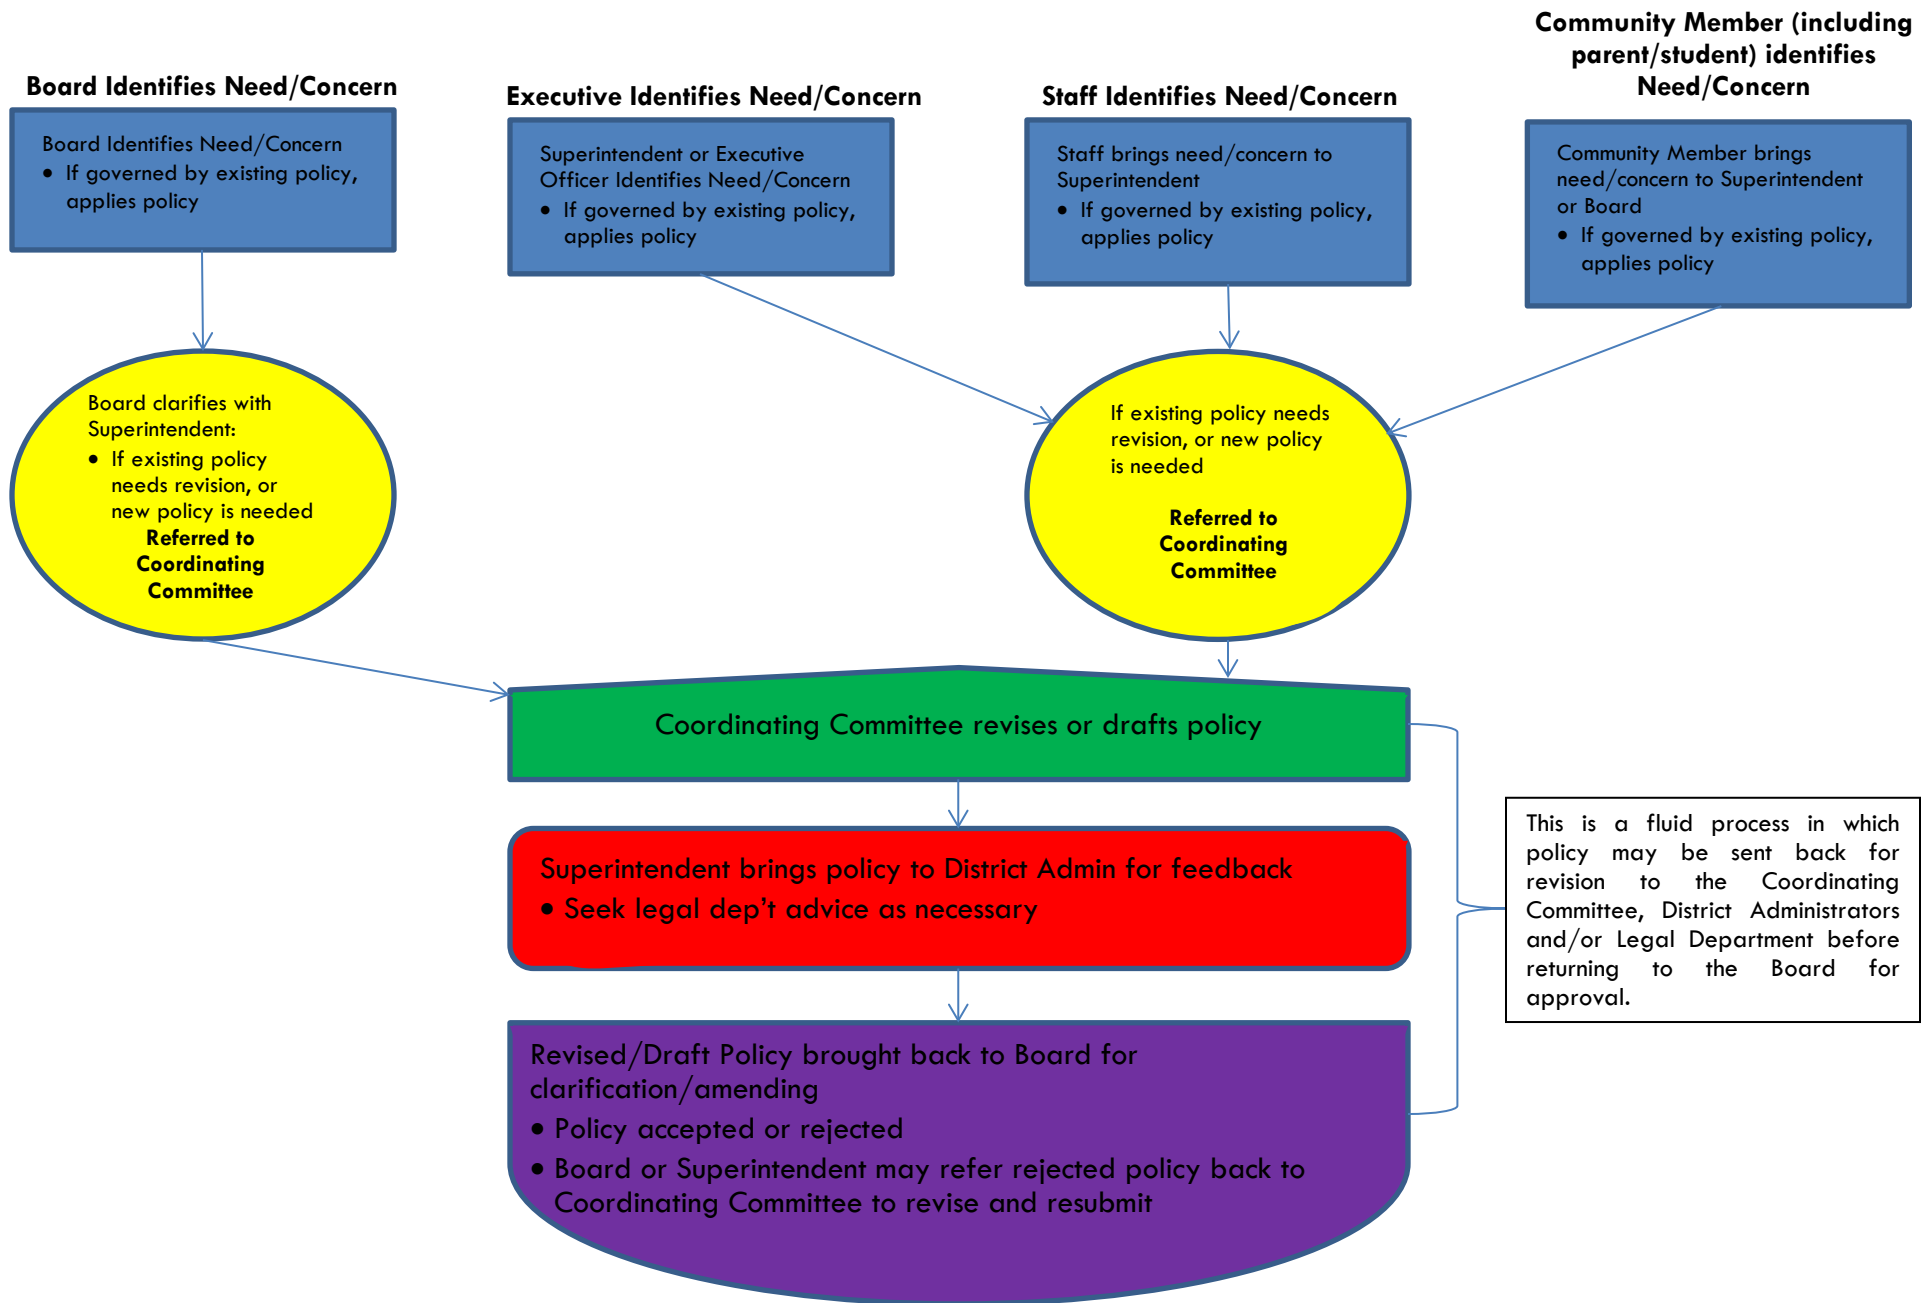 Board Identifies Need/Concern
Executive Identifies Need/Concern
Staff Identifies Need/Concern
Community Member (including
parent/student) identifies
Need/Concern
Board Identifies Need/Concern
• If governed by existing policy,
applies policy
Superintendent or Executive
Officer Identifies Need/Concern
• If governed by existing policy,
applies policy
Staff brings need/concern to
Superintendent
• If governed by existing policy,
applies policy
Community Member brings
need/concern to Superintendent
or Board
• If governed by existing policy,
applies policy
Board clarifies with
Superintendent:
• If existing policy
needs revision, or
new policy is needed
Referred to
Coordinating
Committee
If existing policy needs
revision, or new policy
is needed
Referred to
Coordinating
Committee
Coordinating Committee revises or drafts policy
Superintendent brings policy to District Admin for feedback
• Seek legal dep't advice as necessary
This is a fluid process in which
policy may be sent back for
revision to the Coordinating
Committee, District Administrators
and/or Legal Department before
returning to the Board for
approval.
Revised/Draft Policy brought back to Board for
clarification/amending
• Policy accepted or rejected
• Board or Superintendent may refer rejected policy back to
Coordinating Committee to revise and resubmit